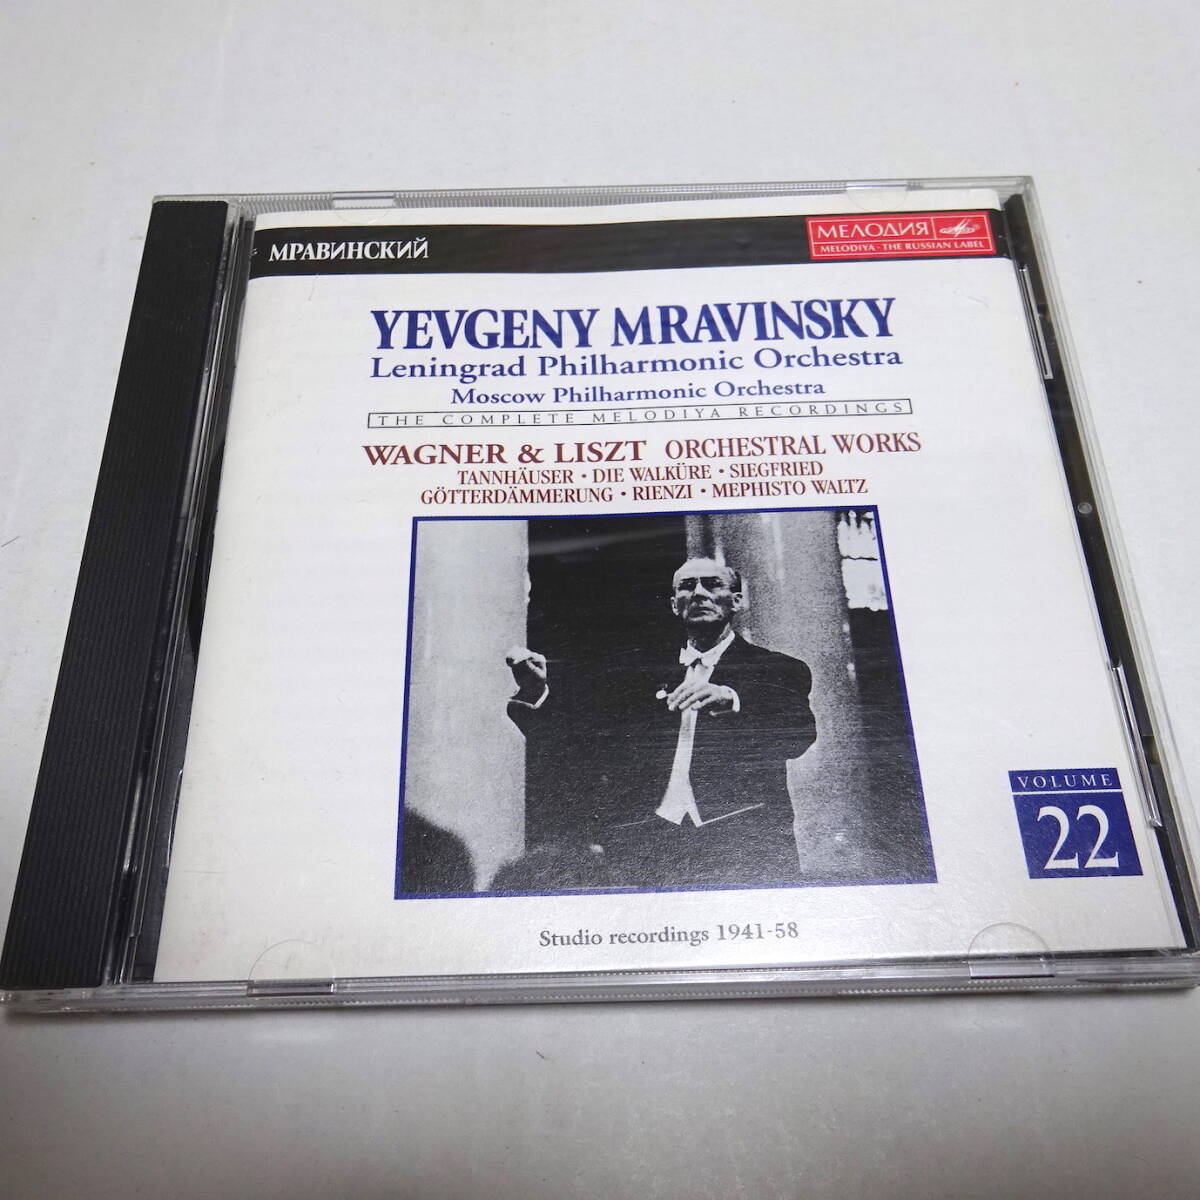 МРАВИНСКИЙ
МЕЛОДИЯ
MELODIYA - THE RUSSIAN LABEL
YEVGENY MRAVINSKY
Leningrad Philharmonic Orchestra
Moscow Philharmonic Orchestra
THE COMPLETE MELODIYA RECORDINGS
WAGNER & LISZT ORCHESTRAL WORKS
TANNHÄUSER · DIE WALKÜRE · SIEGFRIED
GÖTTERDÄMMERUNG · RIENZI · MEPHISTO WALTZ
VOLUME
22
Studio recordings 1941-58